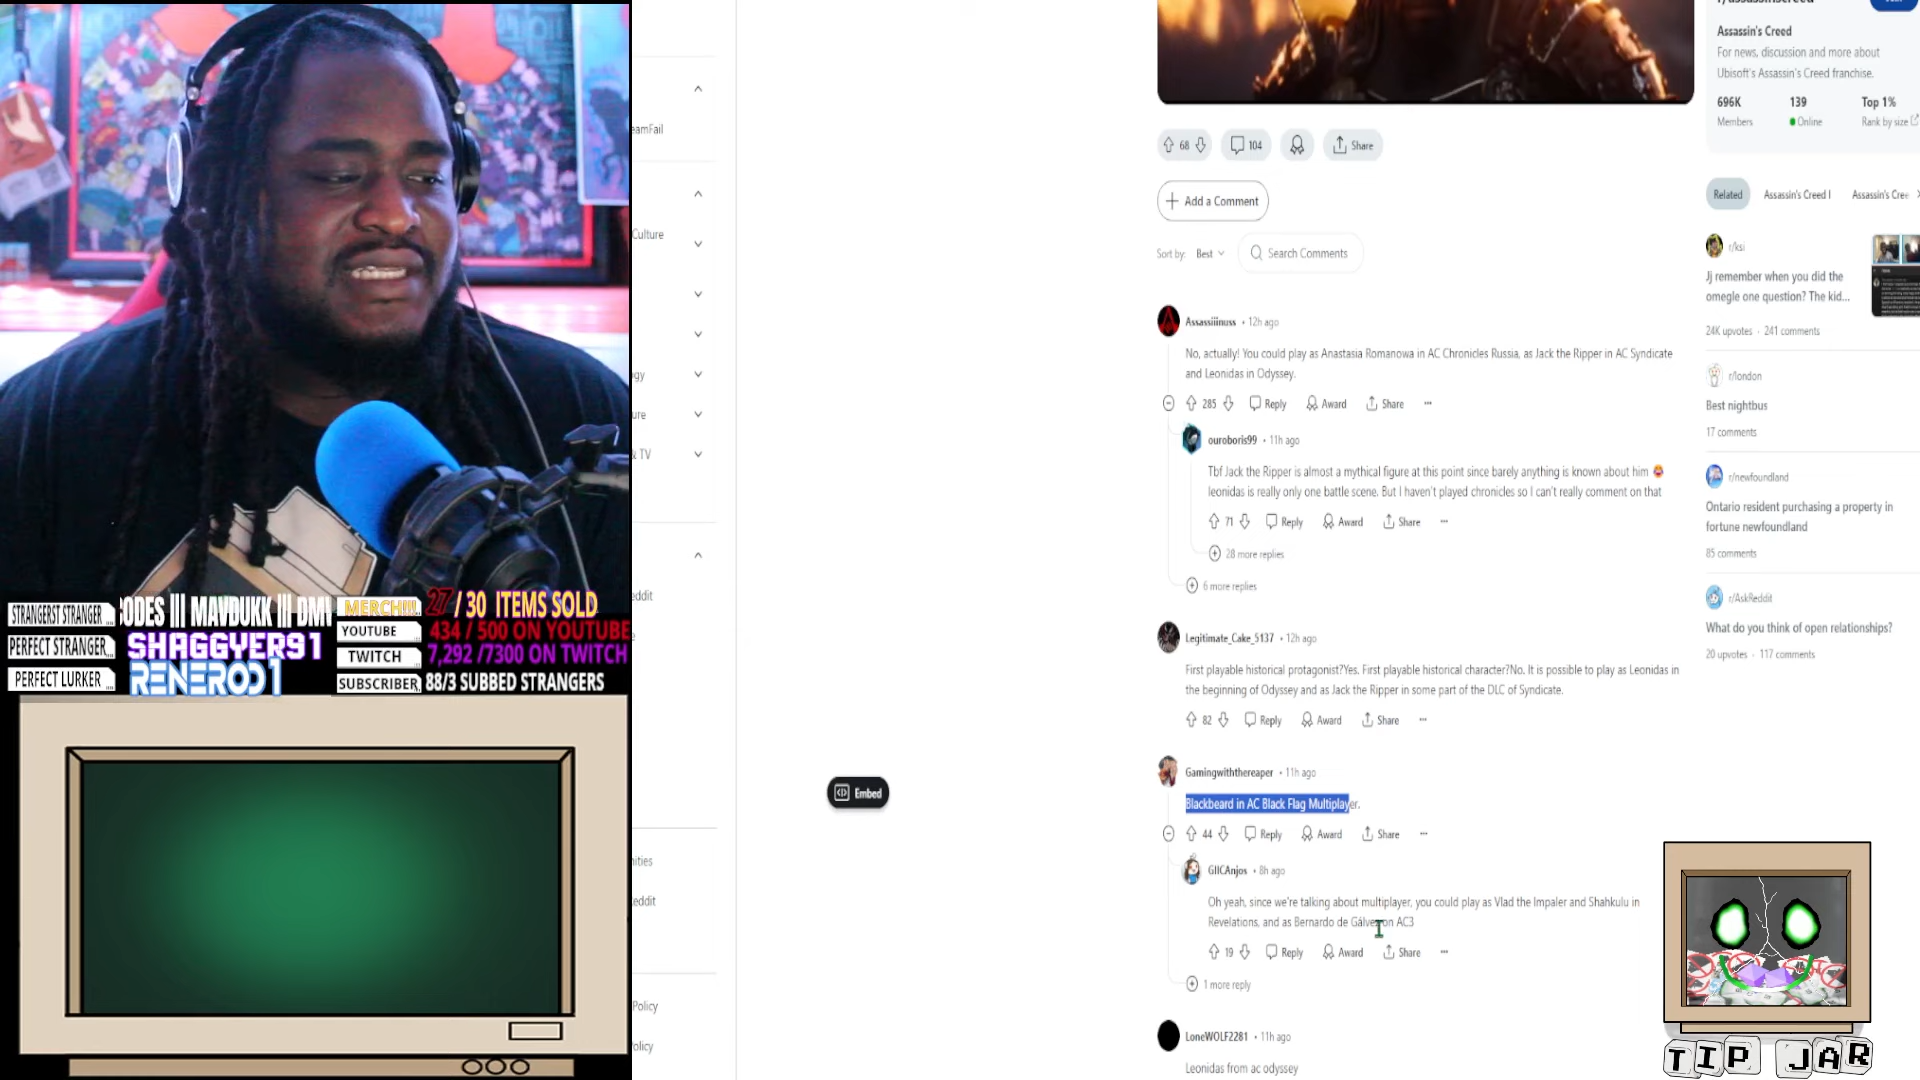 eamFail
Culture
gy
ure
& TV
eddit
e
nities
eddit
Policy
olicy
STRANGERST STRANGER
ODES ||| MAVDUKK ||| DMN
PERFECT STRANGER
SHAGGYER91
PERFECT LURKER
RENEROD1
MERCH!!!
27/ 30 ITEMS SOLD
YOUTUBE
434 / 500 ON YOUTUBE
TWITCH
7,292 /7300 ON TWITCH
SUBSCRIBER
88/3 SUBBED STRANGERS
Embed
68
104
Share
Add a Comment
Sort by: Best
Search Comments
Assassiiinuss • 12h ago
No, actually! You could play as Anastasia Romanowa in AC Chronicles Russia, as Jack the Ripper in AC Syndicate
and Leonidas in Odyssey.
285 Reply Award Share
ouroboris99 • 11h ago
Tbf Jack the Ripper is almost a mythical figure at this point since barely anything is known about him
leonidas is really only one battle scene. But I haven't played chronicles so I can't really comment on that
71 Reply Award Share
28 more replies
6 more replies
Legitimate_Cake_5137 • 12h ago
First playable historical protagonist?Yes. First playable historical character?No. It is possible to play as Leonidas in
the beginning of Odyssey and as Jack the Ripper in some part of the DLC of Syndicate.
82 Reply Award Share
Gamingwiththereaper • 11h ago
Blackbeard in AC Black Flag Multiplayer.
44 Reply Award Share
GIICAnjos • 8h ago
Oh yeah, since we're talking about multiplayer, you could play as Vlad the Impaler and Shahkulu in
Revelations, and as Bernardo de Gálvez on AC3
19 Reply Award Share
1 more reply
LoneWOLF2281 • 11h ago
Leonidas from ac odyssey
Assassin's Creed
For news, discussion and more about
Ubisoft's Assassin's Creed franchise.
696K 139 Top 1%
Members Online Rank by size
Related Assassin's Creed I Assassin's Cree
r/ksi
Jj remember when you did the
omegle one question? The kid...
24K upvotes · 241 comments
r/london
Best nightbus
17 comments
r/newfoundland
Ontario resident purchasing a property in
fortune newfoundland
85 comments
r/AskReddit
What do you think of open relationships?
20 upvotes · 117 comments
TIP JAR